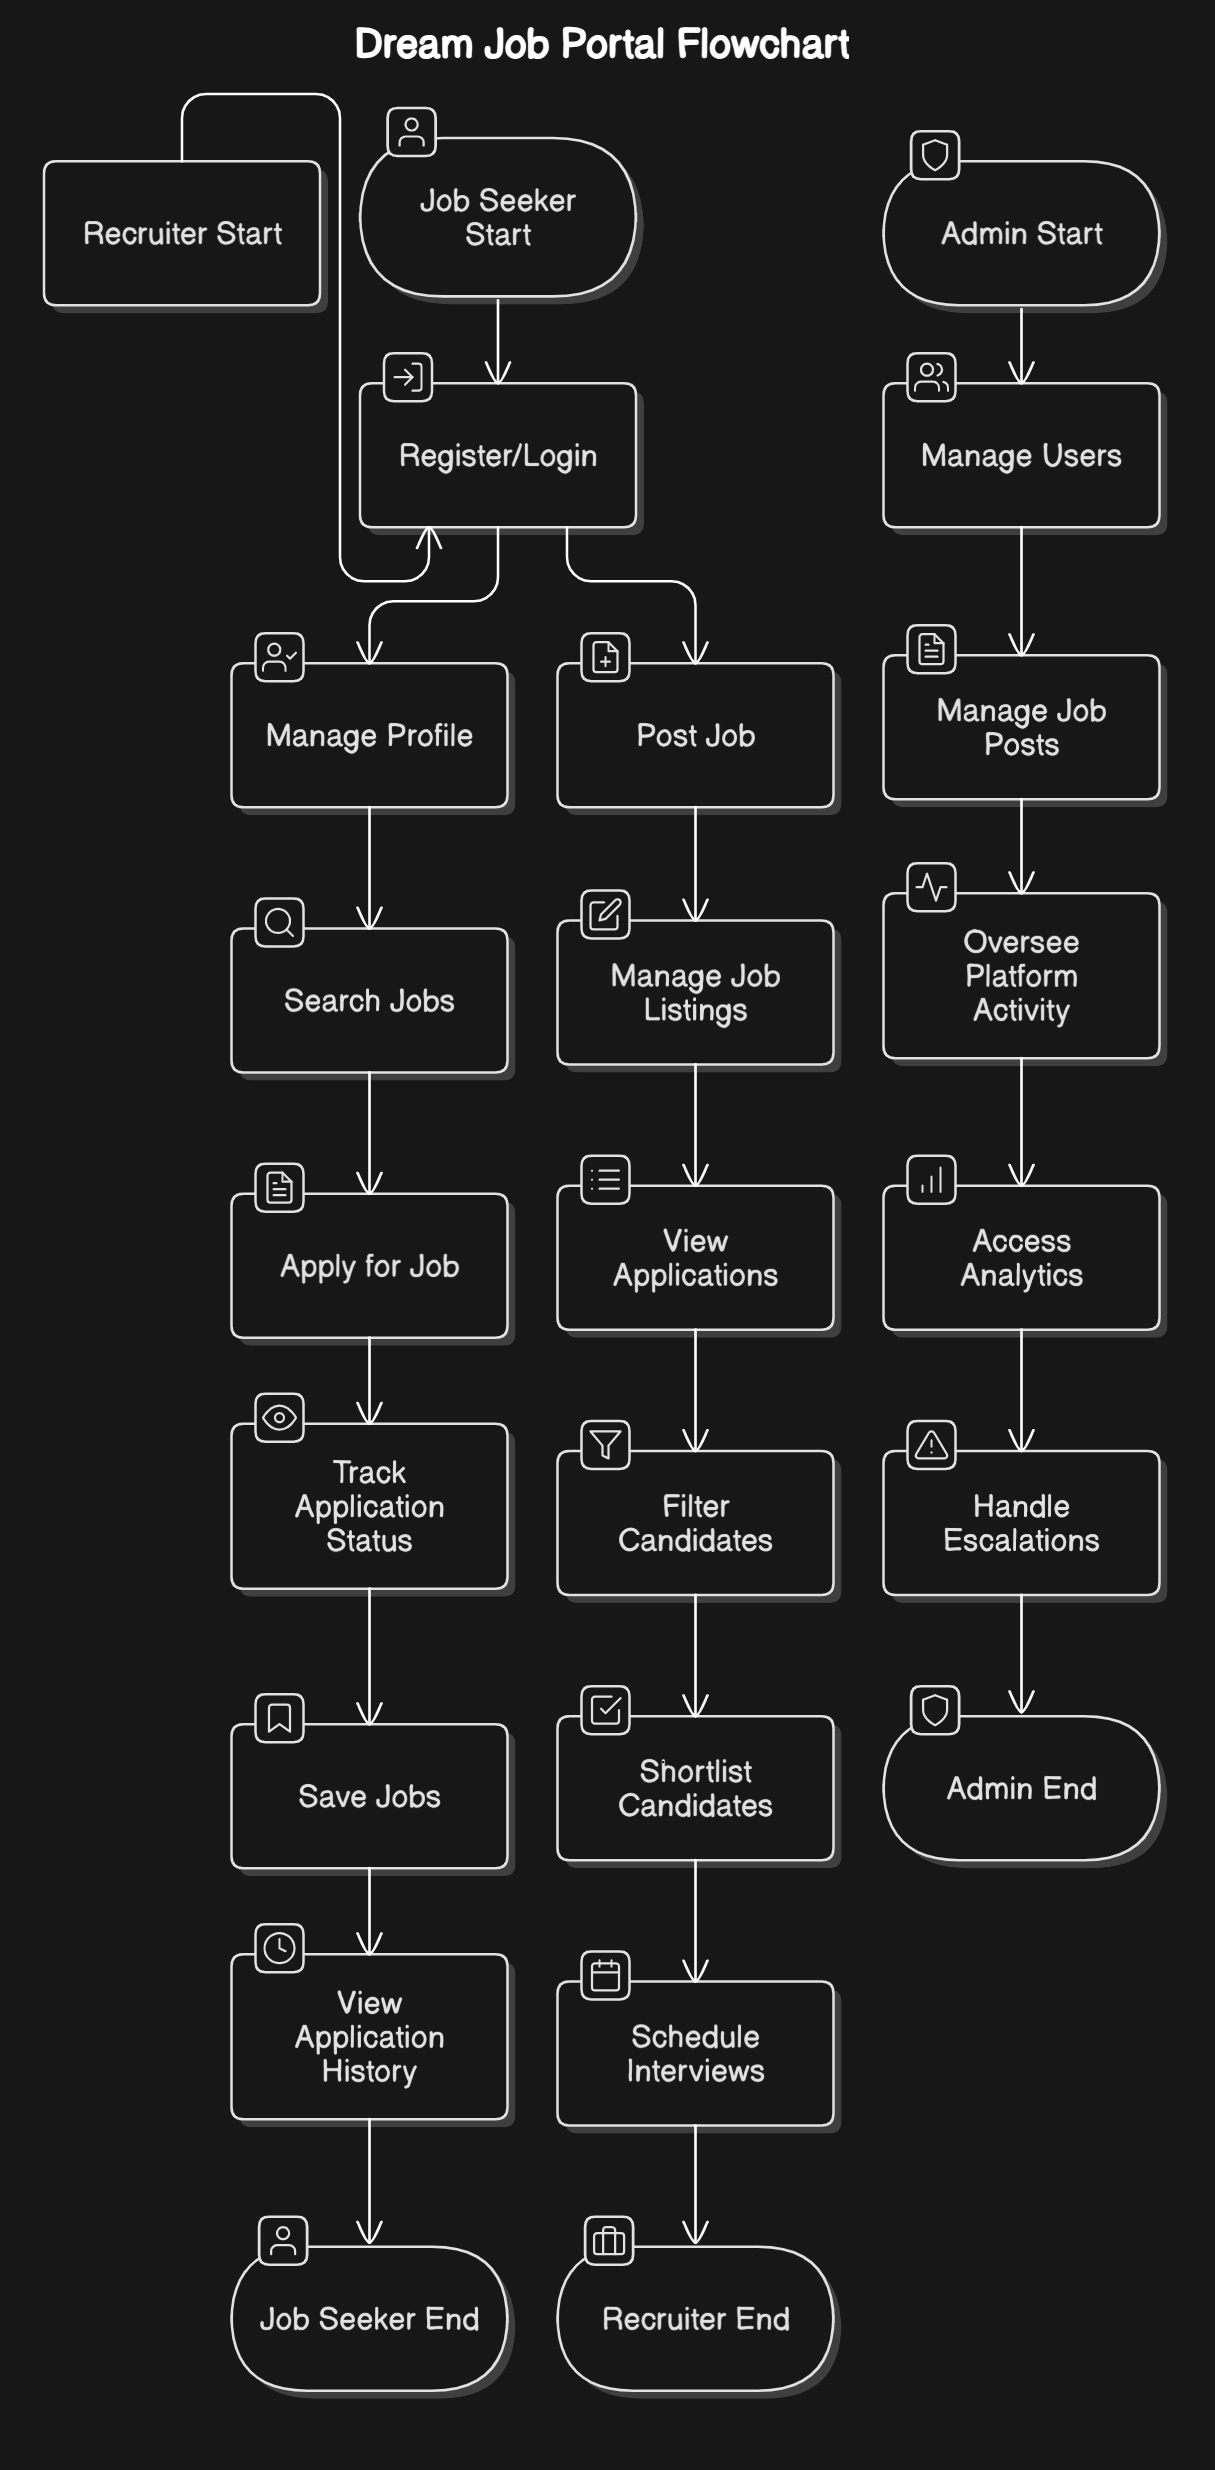 Dream Job Portal Flowchart
Recruiter Start
Job Seeker
Start
Admin Start
Register/Login
Manage Users
Manage Profile
Post Job
Manage Job
Posts
Search Jobs
Manage Job
Listings
Oversee
Platform
Activity
Apply for Job
View
Applications
Access
Analytics
Track
Application
Status
Filter
Candidates
Handle
Escalations
Save Jobs
Shortlist
Candidates
Admin End
View
Application
History
Schedule
Interviews
Job Seeker End
Recruiter End